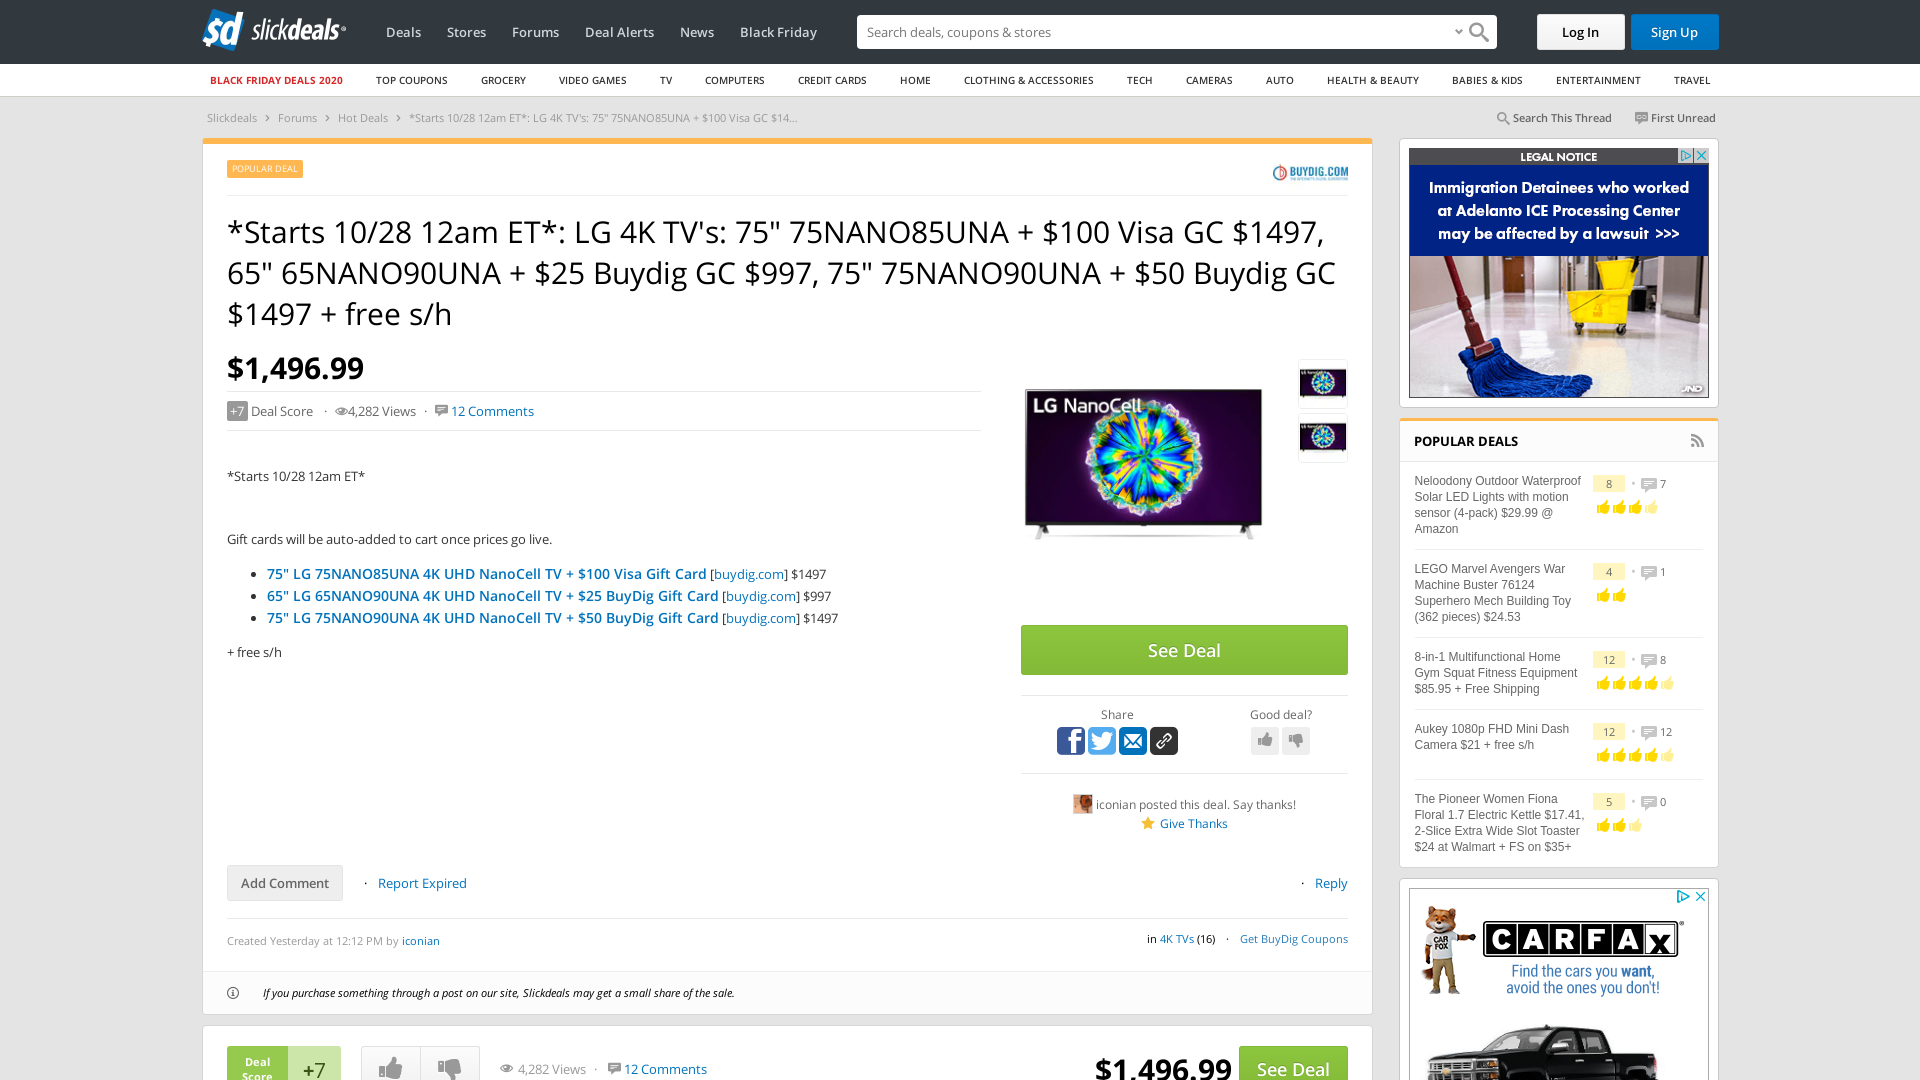 slickdeals
Deals
Stores
Forums
Deal Alerts
News
Black Friday
Search deals, coupons & stores
Log In
Sign Up
BLACK FRIDAY DEALS 2020
TOP COUPONS
GROCERY
VIDEO GAMES
TV
COMPUTERS
CREDIT CARDS
HOME
CLOTHING & ACCESSORIES
TECH
CAMERAS
AUTO
HEALTH & BEAUTY
BABIES & KIDS
ENTERTAINMENT
TRAVEL
Slickdeals › Forums › Hot Deals › *Starts 10/28 12am ET*: LG 4K TV's: 75" 75NANO85UNA + $100 Visa GC $14...
Search This Thread
First Unread
POPULAR DEAL
BUYDIG.COM
*Starts 10/28 12am ET*: LG 4K TV's: 75" 75NANO85UNA + $100 Visa GC $1497,
65" 65NANO90UNA + $25 Buydig GC $997, 75" 75NANO90UNA + $50 Buydig GC
$1497 + free s/h
$1,496.99
+7 Deal Score · 4,282 Views · 12 Comments
*Starts 10/28 12am ET*
Gift cards will be auto-added to cart once prices go live.
75" LG 75NANO85UNA 4K UHD NanoCell TV + $100 Visa Gift Card [buydig.com] $1497
65" LG 65NANO90UNA 4K UHD NanoCell TV + $25 BuyDig Gift Card [buydig.com] $997
75" LG 75NANO90UNA 4K UHD NanoCell TV + $50 BuyDig Gift Card [buydig.com] $1497
+ free s/h
LG NanoCell
See Deal
Share
Good deal?
iconian posted this deal. Say thanks!
Give Thanks
Add Comment
· Report Expired
· Reply
Created Yesterday at 12:12 PM by iconian
in 4K TVs (16) · Get BuyDig Coupons
If you purchase something through a post on our site, Slickdeals may get a small share of the sale.
Deal
Score
+7
4,282 Views · 12 Comments
$1,496.99
See Deal
LEGAL NOTICE
Immigration Detainees who worked
at Adelanto ICE Processing Center
may be affected by a lawsuit >>>
JND
POPULAR DEALS
Neloodony Outdoor Waterproof
Solar LED Lights with motion
sensor (4-pack) $29.99 @
Amazon
8 • 7
LEGO Marvel Avengers War
Machine Buster 76124
Superhero Mech Building Toy
(362 pieces) $24.53
4 • 1
8-in-1 Multifunctional Home
Gym Squat Fitness Equipment
$85.95 + Free Shipping
12 • 8
Aukey 1080p FHD Mini Dash
Camera $21 + free s/h
12 • 12
The Pioneer Women Fiona
Floral 1.7 Electric Kettle $17.41,
2-Slice Extra Wide Slot Toaster
$24 at Walmart + FS on $35+
5 • 0
CAR
FOX
CARFAX
Find the cars you want,
avoid the ones you don't!